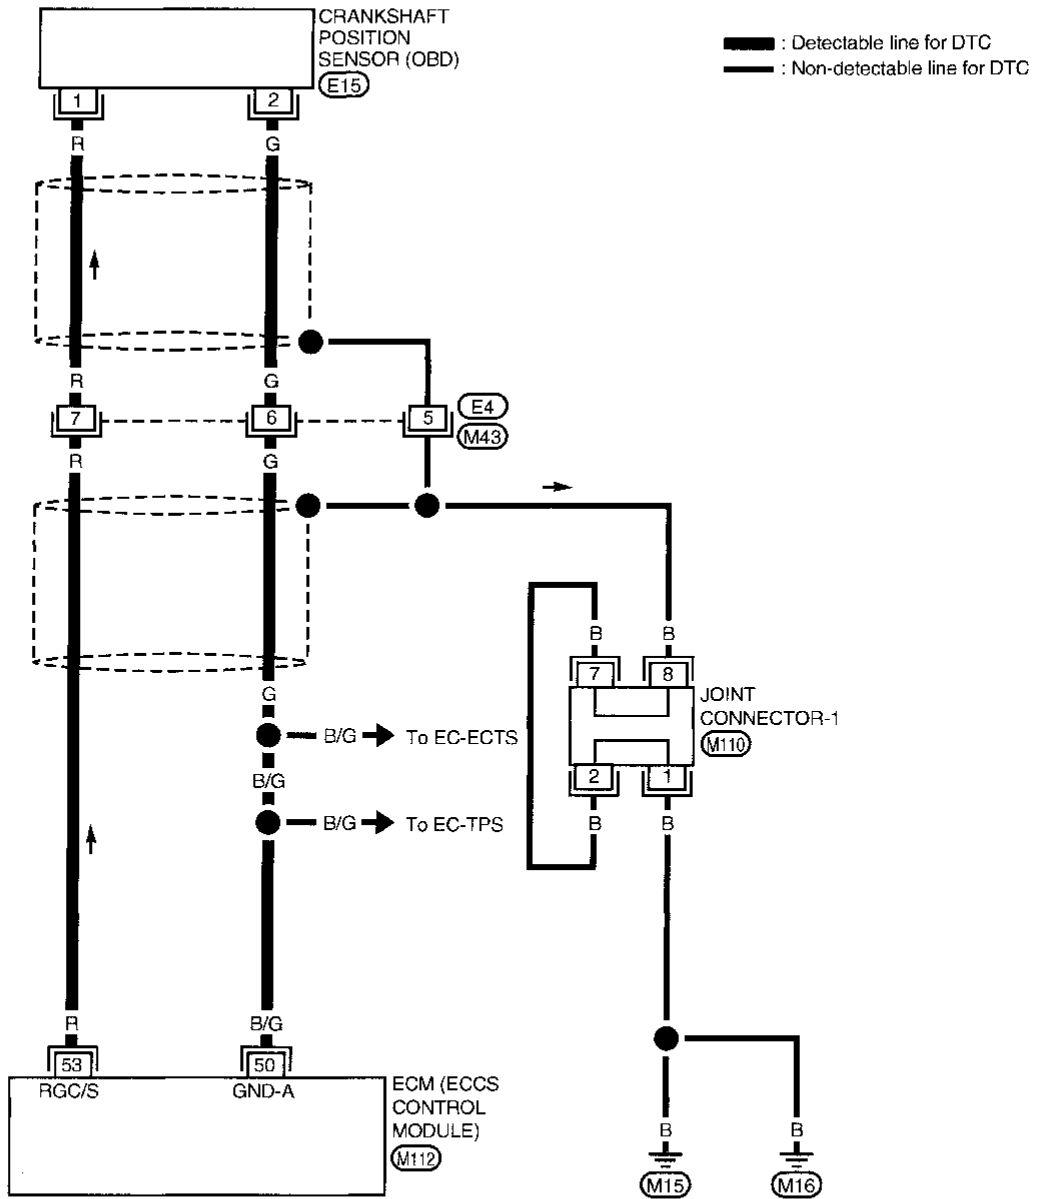 CRANKSHAFT
POSITION
SENSOR (OBD)
E15
: Detectable line for DTC
: Non-detectable line for DTC
1 2
R G
R G
7 6 5
E4
M43
R G
B B
7 8
JOINT
CONNECTOR-1
M110
G
B/G To EC-ECTS
B/G
2 1
B/G To EC-TPS
B B
R B/G
53 50
RGC/S GND-A
ECM (ECCS
CONTROL
MODULE)
M112
B B
M15 M16